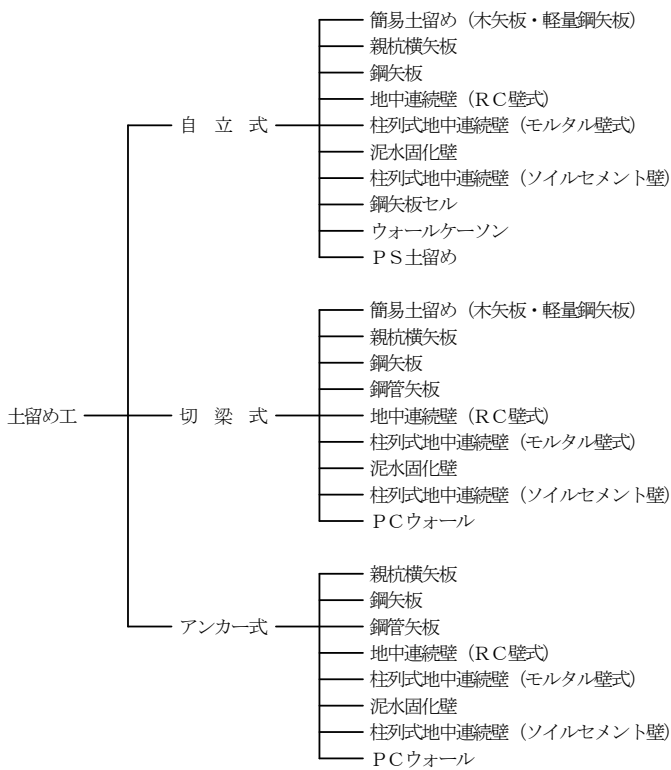 土留め工
自立式
簡易土留め（木矢板・軽量鋼矢板）
親杭横矢板
鋼矢板
地中連続壁（ＲＣ壁式）
柱列式地中連続壁（モルタル壁式）
泥水固化壁
柱列式地中連続壁（ソイルセメント壁）
鋼矢板セル
ウォールケーソン
ＰＳ土留め
切梁式
簡易土留め（木矢板・軽量鋼矢板）
親杭横矢板
鋼矢板
鋼管矢板
地中連続壁（ＲＣ壁式）
柱列式地中連続壁（モルタル壁式）
泥水固化壁
柱列式地中連続壁（ソイルセメント壁）
ＰＣウォール
アンカー式
親杭横矢板
鋼矢板
鋼管矢板
地中連続壁（ＲＣ壁式）
柱列式地中連続壁（モルタル壁式）
泥水固化壁
柱列式地中連続壁（ソイルセメント壁）
ＰＣウォール